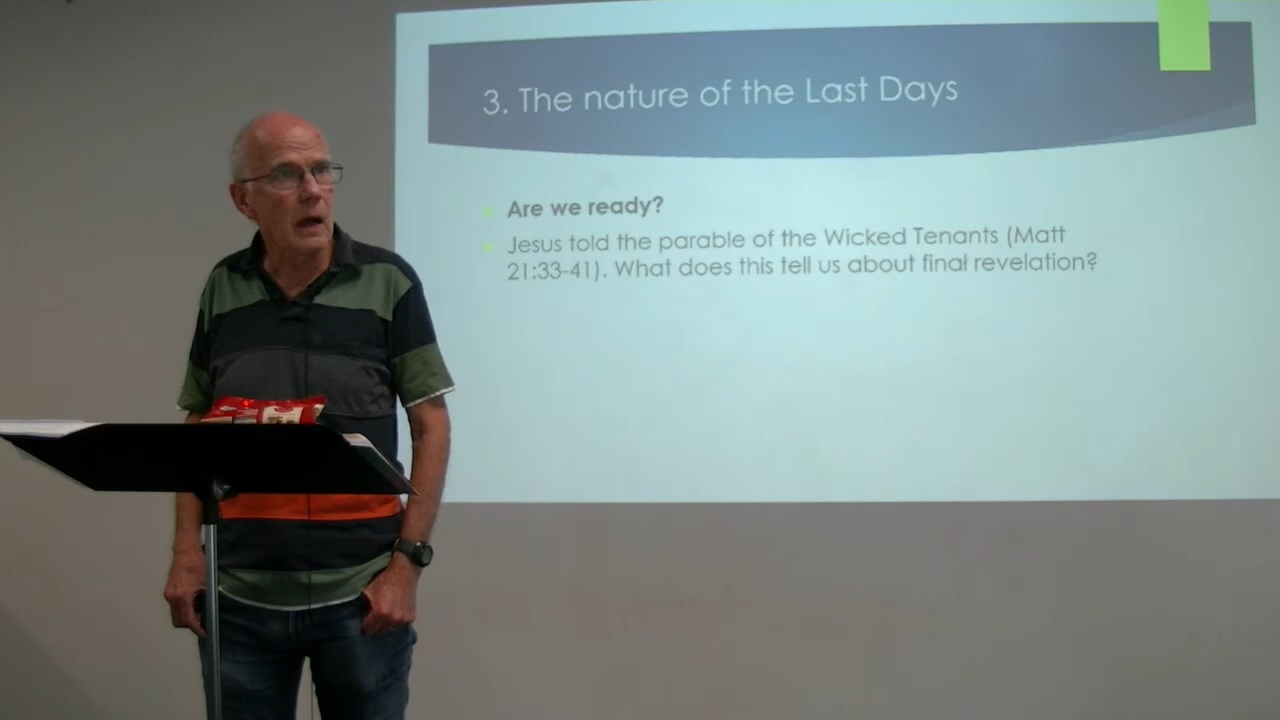 3. The nature of the Last Days
Are we ready?
Jesus told the parable of the Wicked Tenants (Matt
21:33-41). What does this tell us about final revelation?